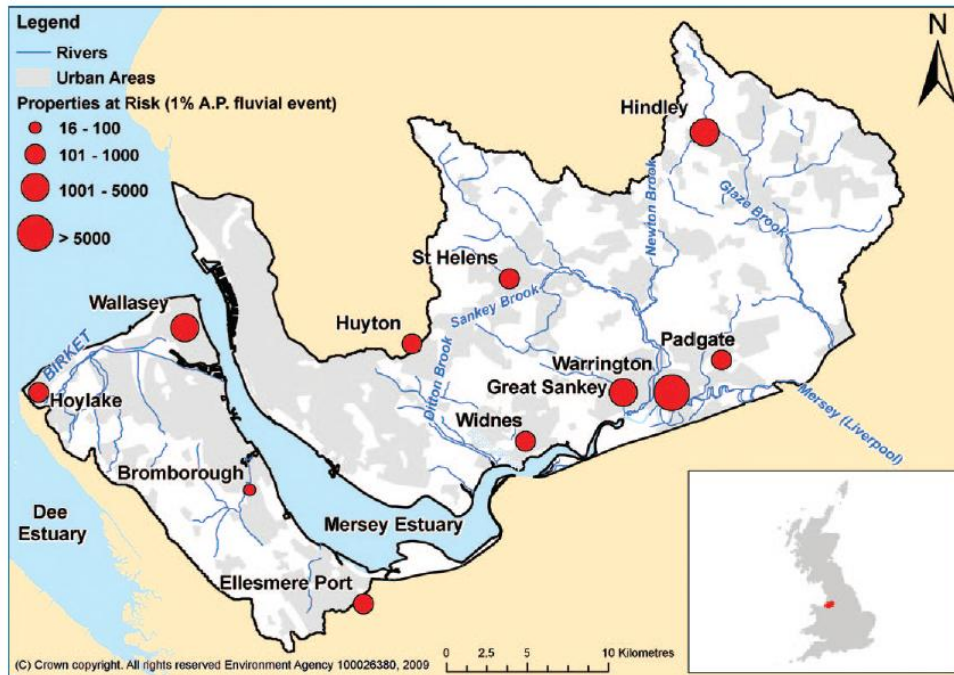 Legend
Rivers
Urban Areas
Properties at Risk (1% A.P. fluvial event)
16 - 100
101 - 1000
1001 - 5000
> 5000
N
Hindley
Newton Brook
Glaze Brook
St Helens
Sankey Brook
Wallasey
Huyton
BIRKET
Hoylake
Ditton Brook
Padgate
Warrington
Great Sankey
Widnes
Mersey (Liverpool)
Bromborough
Dee
Estuary
Mersey Estuary
Ellesmere Port
(C) Crown copyright. All rights reserved Environment Agency 100026380, 2009
0 2.5 5 10 Kilometres